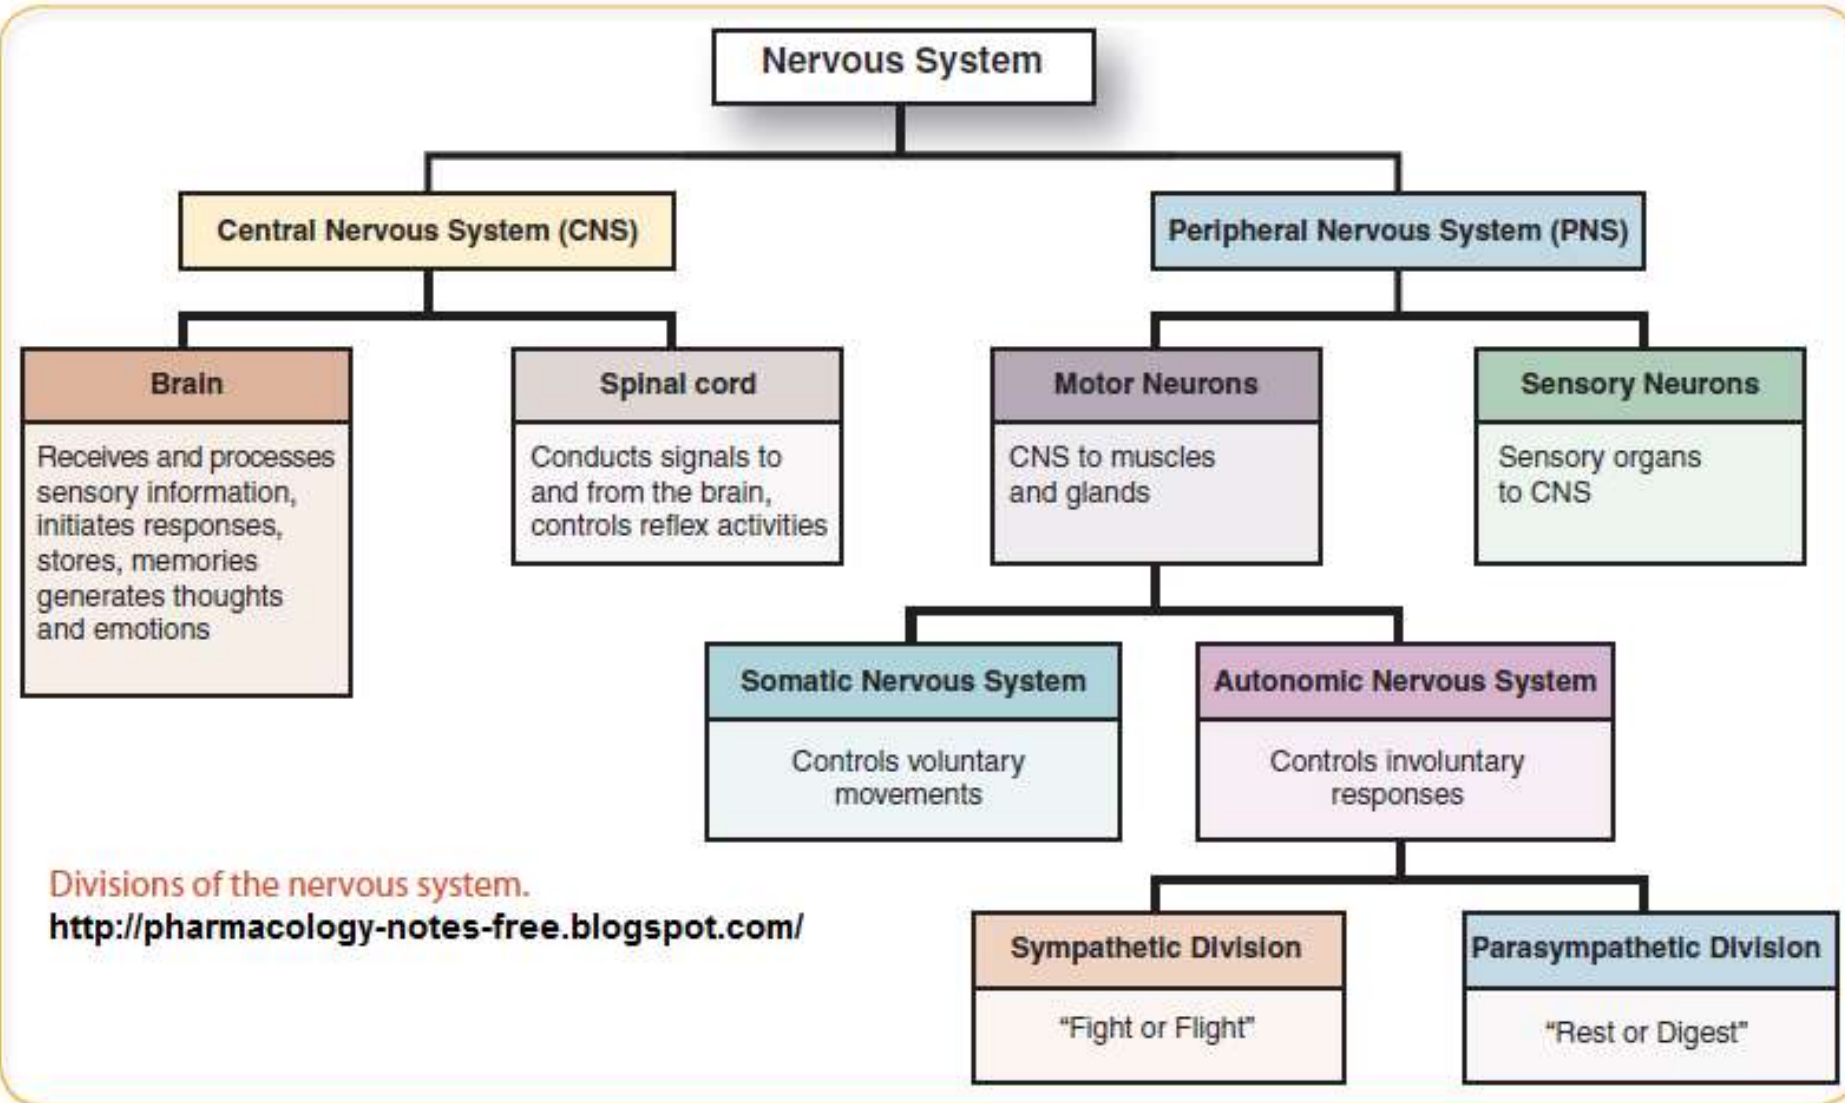 Nervous System
Central Nervous System (CNS)
Peripheral Nervous System (PNS)
Brain
Receives and processes
sensory information,
initiates responses,
stores, memories
generates thoughts
and emotions
Spinal cord
Conducts signals to
and from the brain,
controls reflex activities
Motor Neurons
CNS to muscles
and glands
Sensory Neurons
Sensory organs
to CNS
Somatic Nervous System
Controls voluntary
movements
Autonomic Nervous System
Controls involuntary
responses
Sympathetic Division
“Fight or Flight”
Parasympathetic Division
“Rest or Digest”
Divisions of the nervous system.
http://pharmacology-notes-free.blogspot.com/